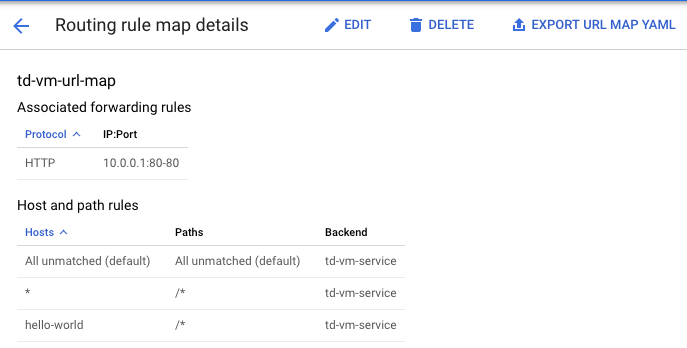 Routing rule map details EDIT DELETE EXPORT URL MAP YAML
td-vm-url-map
Associated forwarding rules
Protocol IP:Port
HTTP 10.0.0.1:80-80
Host and path rules
Hosts Paths Backend
All unmatched (default) All unmatched (default) td-vm-service
* /* td-vm-service
hello-world /* td-vm-service